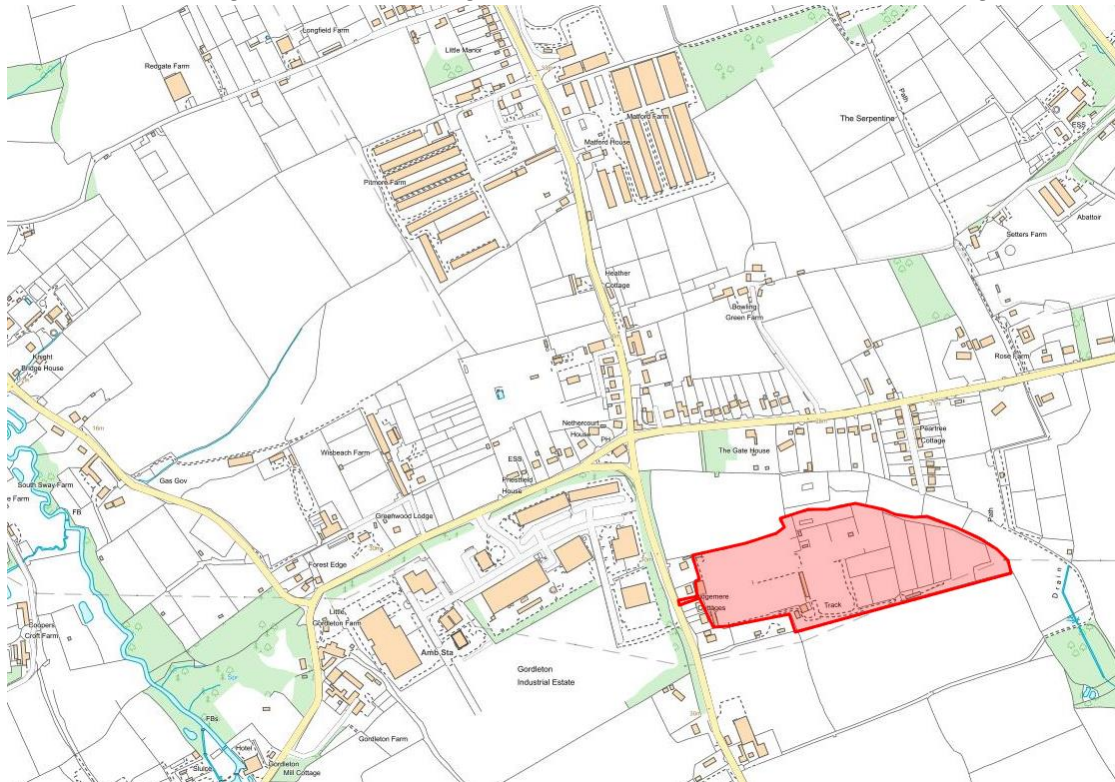 Longfield Farm
Little Manor
Redgate Farm
Path
The Serpentine
ESS
Matford Farm
Matford House
Pitmore Farm
Abattoir
Setters Farm
Heather
Cottage
Bowling
Green Farm
Knight
Bridge House
Rose Farm
16m
Nethercourt
House
PH
Peartree
Cottage
Wisbeach Farm
ESS
Priestfield
House
The Gate House
Gas Gov
South Sway Farm
FB
e Farm
Greenwood Lodge
Path
Forest Edge
Drain
Little
Gordleton Farm
Track
Cottages
Coopers
Croft Farm
Amb Sta
Gordleton
Industrial Estate
FBs
Hotel
Sluice
Gordleton Farm
Gordleton
Mill Cottage